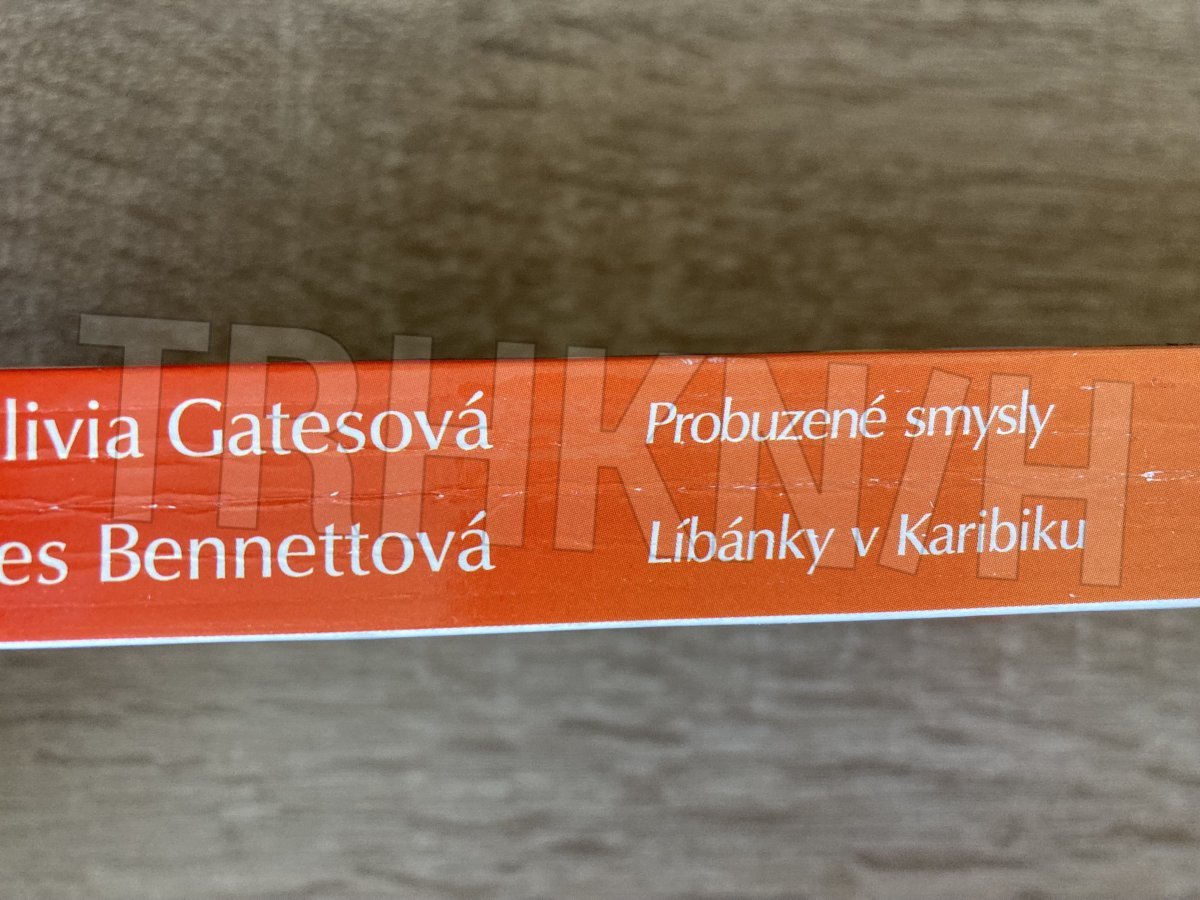 livia Gatesová Probuzené smysly
es Bennettová Líbánky v Karibiku
TRHKNIH